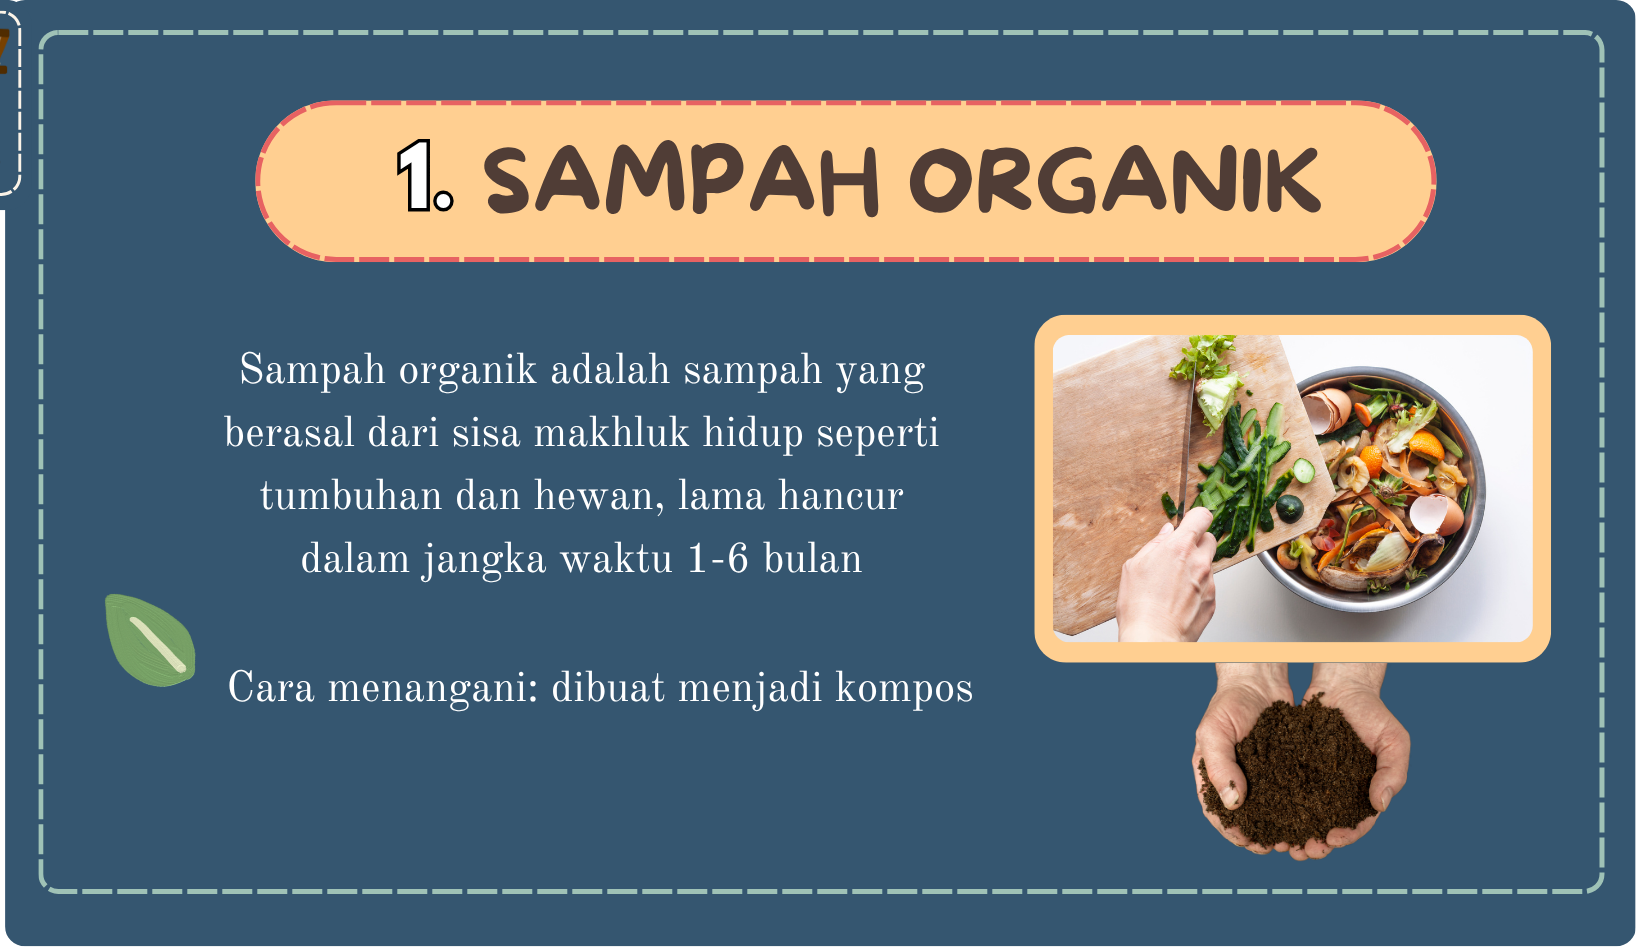 1. SAMPAH ORGANIK
Sampah organik adalah sampah yang
berasal dari sisa makhluk hidup seperti
tumbuhan dan hewan, lama hancur
dalam jangka waktu 1-6 bulan
Cara menangani: dibuat menjadi kompos